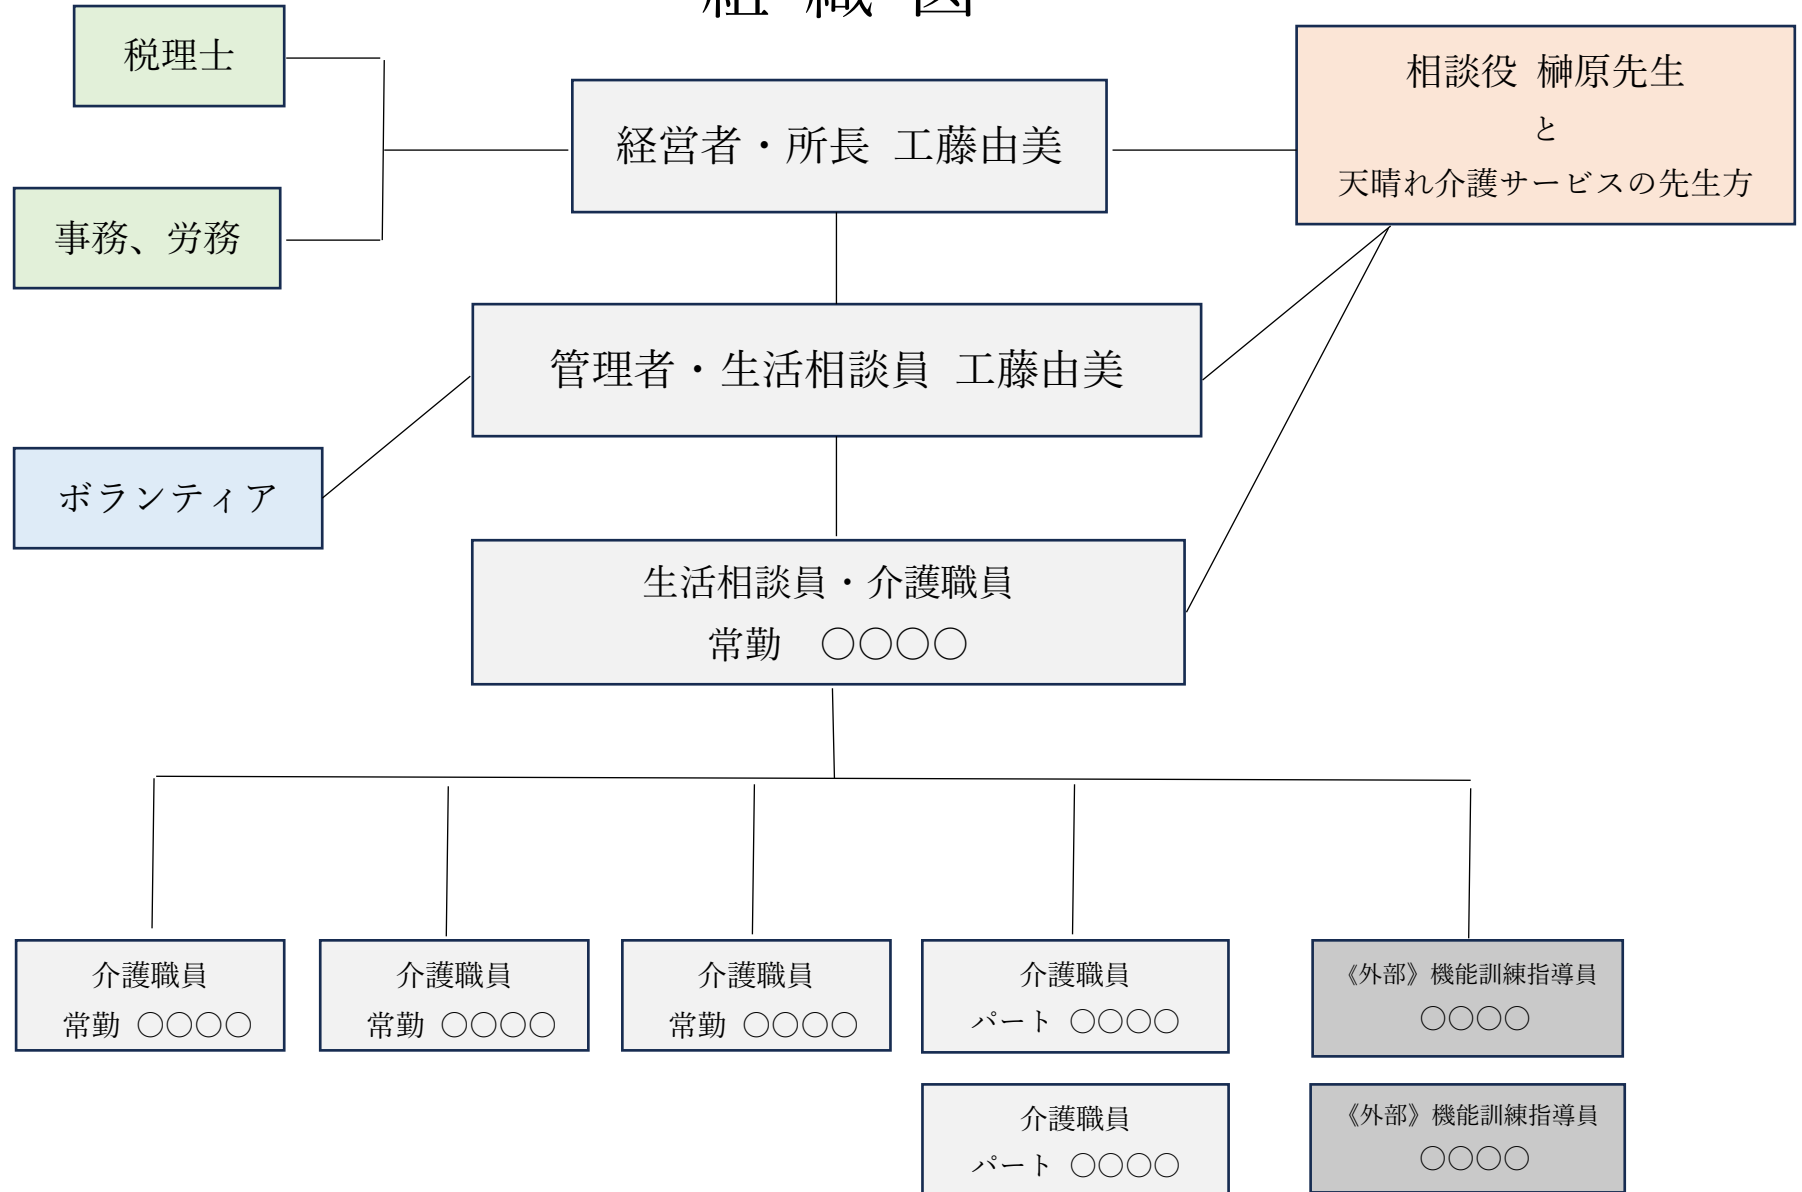 組 織 図
税理士
経営者・所長 工藤由美
相談役 榊原先生
と
天晴れ介護サービスの先生方
事務、労務
管理者・生活相談員 工藤由美
ボランティア
生活相談員・介護職員
常勤 〇〇〇〇
介護職員
常勤 〇〇〇〇
介護職員
常勤 〇〇〇〇
介護職員
常勤 〇〇〇〇
介護職員
パート 〇〇〇〇
《外部》機能訓練指導員
〇〇〇〇
介護職員
パート 〇〇〇〇
《外部》機能訓練指導員
〇〇〇〇